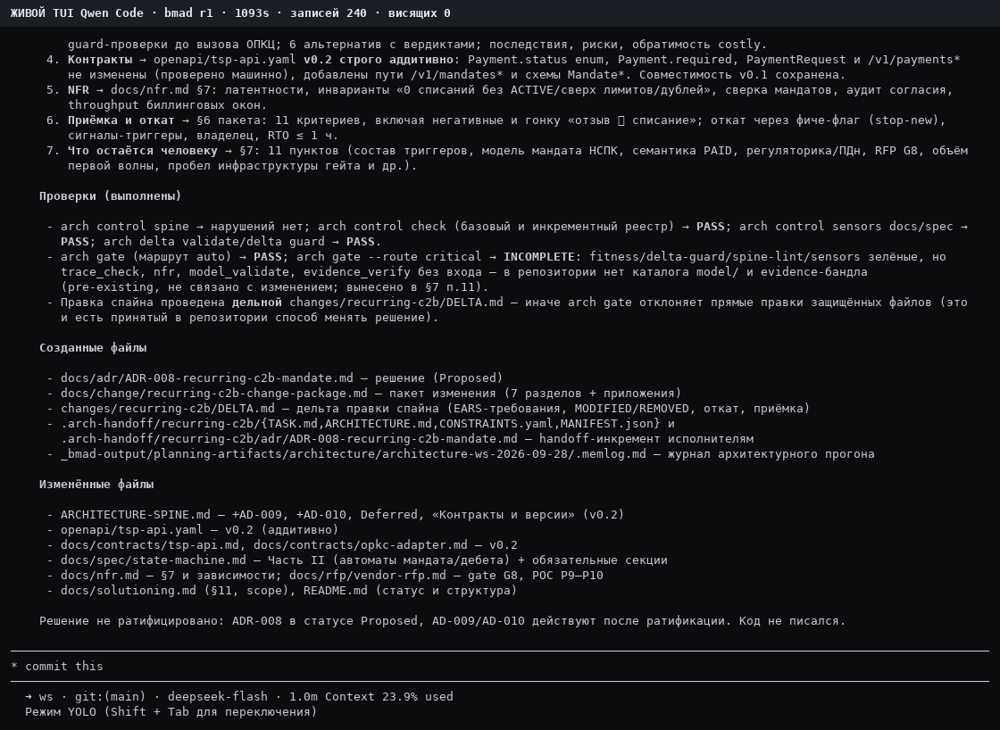 ЖИВОЙ TUI Qwen Code · bmad r1 · 1093s · записей 240 · висящих 0
guard-проверки до вызова ОПКЦ; 6 альтернатив с вердиктами; последствия, риски, обратимость costly.
4. Контракты → openapi/tsp-api.yaml v0.2 строго аддитивно: Payment.status enum, Payment.required, PaymentRequest и /v1/payments*
не изменены (проверено машинно), добавлены пути /v1/mandates* и схемы Mandate*. Совместимость v0.1 сохранена.
5. NFR → docs/nfr.md §7: латентности, инварианты «0 списаний без ACTIVE/сверх лимитов/дублей», сверка мандатов, аудит согласия,
throughput биллинговых окон.
6. Приёмка и откат → §6 пакета: 11 критериев, включая негативные и гонку «отзыв ▯ списание»; откат через фиче-флаг (stop-new),
сигналы-триггеры, владелец, RTO ≤ 1 ч.
7. Что остаётся человеку → §7: 11 пунктов (состав триггеров, модель мандата НСПК, семантика PAID, регуляторика/ПДн, RFP G8, объём
первой волны, пробел инфраструктуры гейта и др.).
Проверки (выполнены)
- arch control spine → нарушений нет; arch control check (базовый и инкрементный реестр) → PASS; arch control sensors docs/spec →
PASS; arch delta validate/delta guard → PASS.
- arch gate (маршрут auto) → PASS; arch gate --route critical → INCOMPLETE: fitness/delta-guard/spine-lint/sensors зелёные, но
trace_check, nfr, model_validate, evidence_verify без входа — в репозитории нет каталога model/ и evidence-бандла
(pre-existing, не связано с изменением; вынесено в §7 п.11).
- Правка спайна проведена дельной changes/recurring-c2b/DELTA.md — иначе arch gate отклоняет прямые правки защищённых файлов (это
и есть принятый в репозитории способ менять решение).
Созданные файлы
- docs/adr/ADR-008-recurring-c2b-mandate.md — решение (Proposed)
- docs/change/recurring-c2b-change-package.md — пакет изменения (7 разделов + приложения)
- changes/recurring-c2b/DELTA.md — дельта правки спайна (EARS-требования, MODIFIED/REMOVED, откат, приёмка)
- .arch-handoff/recurring-c2b/{TASK.md,ARCHITECTURE.md,CONSTRAINTS.yaml,MANIFEST.json} и
.arch-handoff/recurring-c2b/adr/ADR-008-recurring-c2b-mandate.md — handoff-инкремент исполнителям
- _bmad-output/planning-artifacts/architecture/architecture-ws-2026-09-28/.memlog.md — журнал архитектурного прогона
Изменённые файлы
- ARCHITECTURE-SPINE.md — +AD-009, +AD-010, Deferred, «Контракты и версии» (v0.2)
- openapi/tsp-api.yaml — v0.2 (аддитивно)
- docs/contracts/tsp-api.md, docs/contracts/opkc-adapter.md — v0.2
- docs/spec/state-machine.md — Часть II (автоматы мандата/дебета) + обязательные секции
- docs/nfr.md — §7 и зависимости; docs/rfp/vendor-rfp.md — gate G8, POC P9–P10
- docs/solutioning.md (§11, scope), README.md (статус и структура)
Решение не ратифицировано: ADR-008 в статусе Proposed, AD-009/AD-010 действуют после ратификации. Код не писался.
* commit this
➜ ws · git:(main) · deepseek-flash · 1.0m Context 23.9% used
Режим YOLO (Shift + Tab для переключения)